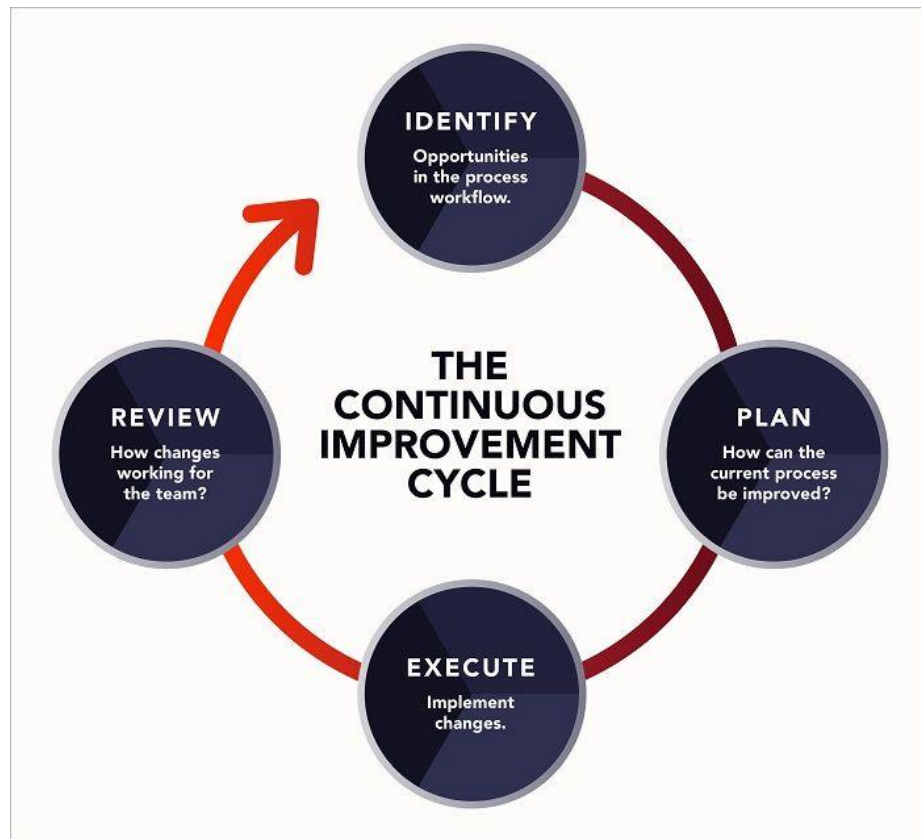 IDENTIFY
Opportunities
in the process
workflow.
THE
CONTINUOUS
IMPROVEMENT
CYCLE
REVIEW
How changes
working for
the team?
PLAN
How can the
current process
be improved?
EXECUTE
Implement
changes.